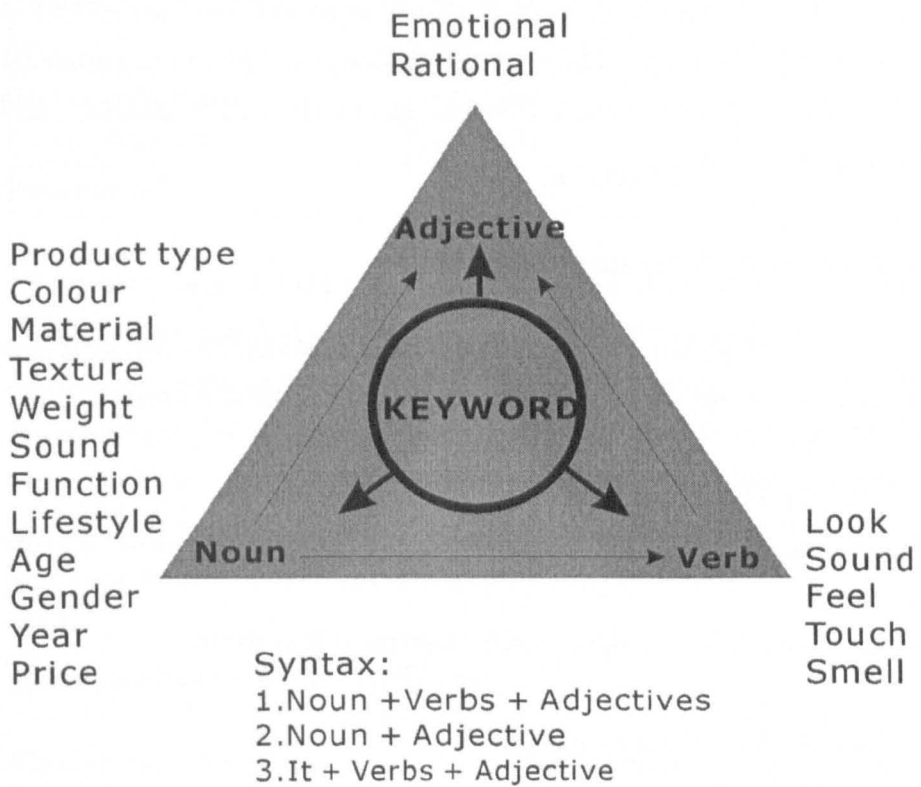 Emotional
Rational
Adjective
Product type
Colour
Material
Texture
Weight
Sound
Function
Lifestyle
Age
Gender
Year
Price
KEYWORD
Noun
Verb
Look
Sound
Feel
Touch
Smell
Syntax:
1.Noun +Verbs + Adjectives
2.Noun + Adjective
3.It + Verbs + Adjective